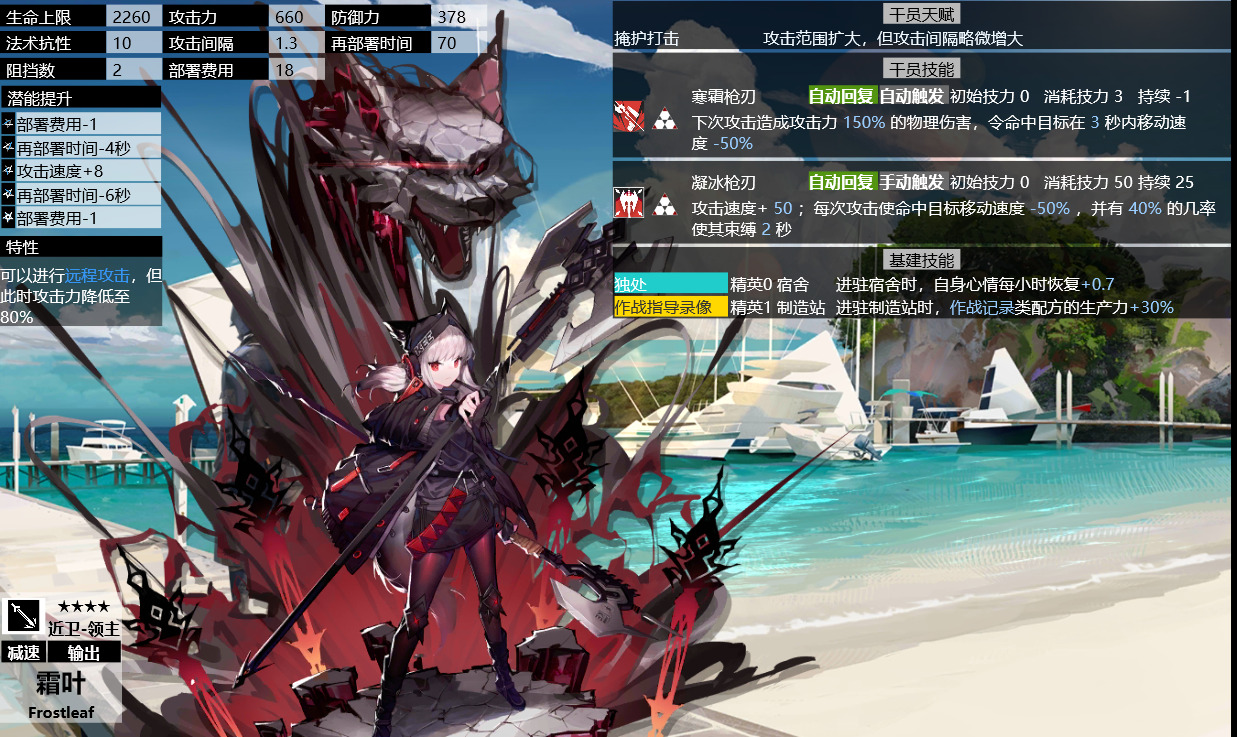 生命上限 2260 攻击力 660 防御力 378
法术抗性 10 攻击间隔 1.3 再部署时间 70
阻挡数 2 部署费用 18
潜能提升
部署费用-1
再部署时间-4秒
攻击速度+8
再部署时间-6秒
部署费用-1
特性
可以进行远程攻击，但
此时攻击力降低至
80%
★★★★
近卫-领主
减速 输出
霜叶
Frostleaf
干员天赋
掩护打击 攻击范围扩大，但攻击间隔略微增大
干员技能
寒霜枪刃 自动回复 自动触发 初始技力 0 消耗技力 3 持续 -1
下次攻击造成攻击力 150% 的物理伤害，令命中目标在 3 秒内移动速
度 -50%
凝冰枪刃 自动回复 手动触发 初始技力 0 消耗技力 50 持续 25
攻击速度+ 50 ；每次攻击使命中目标移动速度 -50% ，并有 40% 的几率
使其束缚 2 秒
基建技能
独处 精英0 宿舍 进驻宿舍时，自身心情每小时恢复+0.7
作战指导录像 精英1 制造站 进驻制造站时，作战记录类配方的生产力+30%